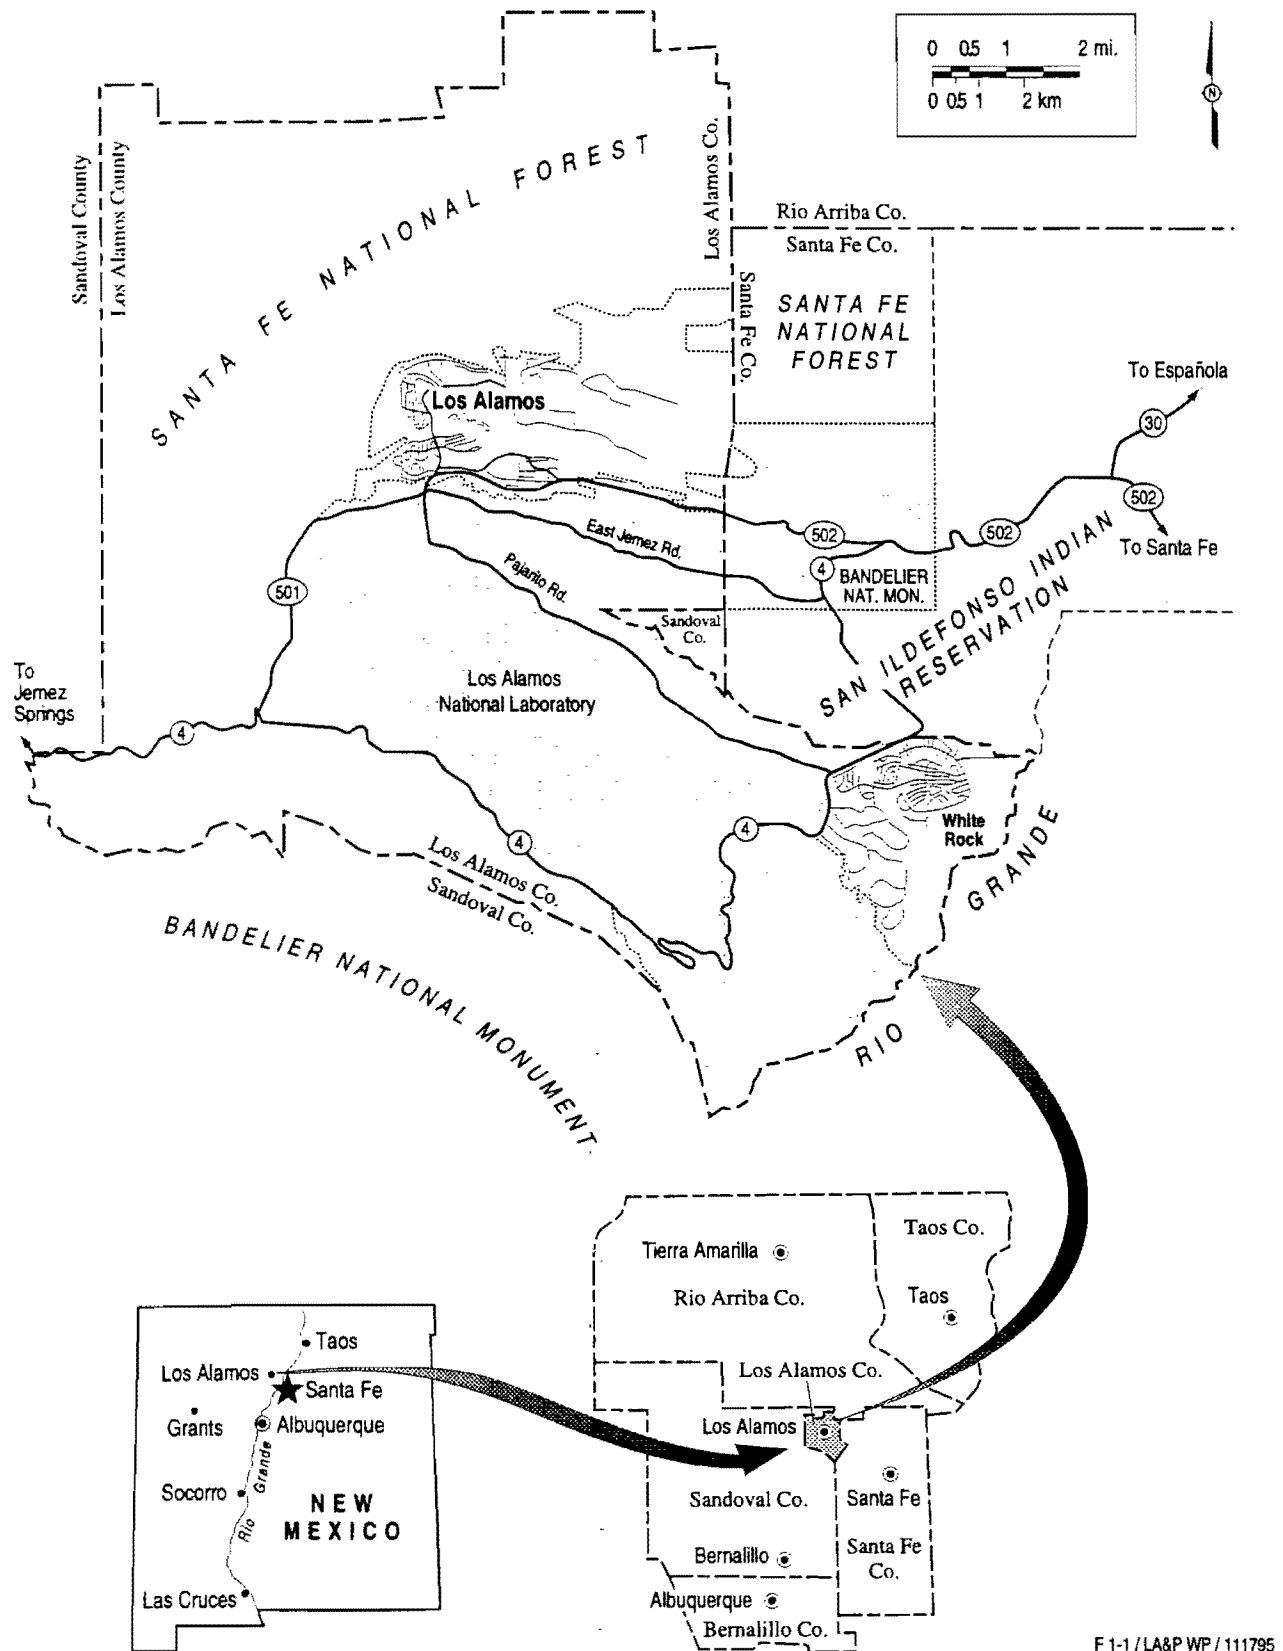 0 0.5 1 2 mi.
0 0.5 1 2 km
N
Sandoval County
Los Alamos County
SANTA FE NATIONAL FOREST
Los Alamos Co.
Santa Fe Co.
Rio Arriba Co.
Santa Fe Co.
SANTA FE
NATIONAL
FOREST
To Española
30
Los Alamos
502
502
502
To Santa Fe
East Jemez Rd.
Pajarito Rd.
4
BANDELIER
NAT. MON.
501
Sandoval
Co.
SAN ILDEFONSO INDIAN
RESERVATION
Los Alamos
National Laboratory
To
Jemez
Springs
4
White
Rock
4
4
Los Alamos Co.
Sandoval Co.
RIO GRANDE
BANDELIER NATIONAL MONUMENT
Taos Co.
Tierra Amarilla
Rio Arriba Co.
Taos
Taos
Los Alamos
Santa Fe
Grants
Albuquerque
Socorro
Rio Grande
NEW
MEXICO
Las Cruces
Los Alamos Co.
Los Alamos
Sandoval Co.
Santa Fe
Santa Fe
Co.
Bernalillo
Albuquerque
Bernalillo Co.
F 1-1 / LA&P WP / 111795